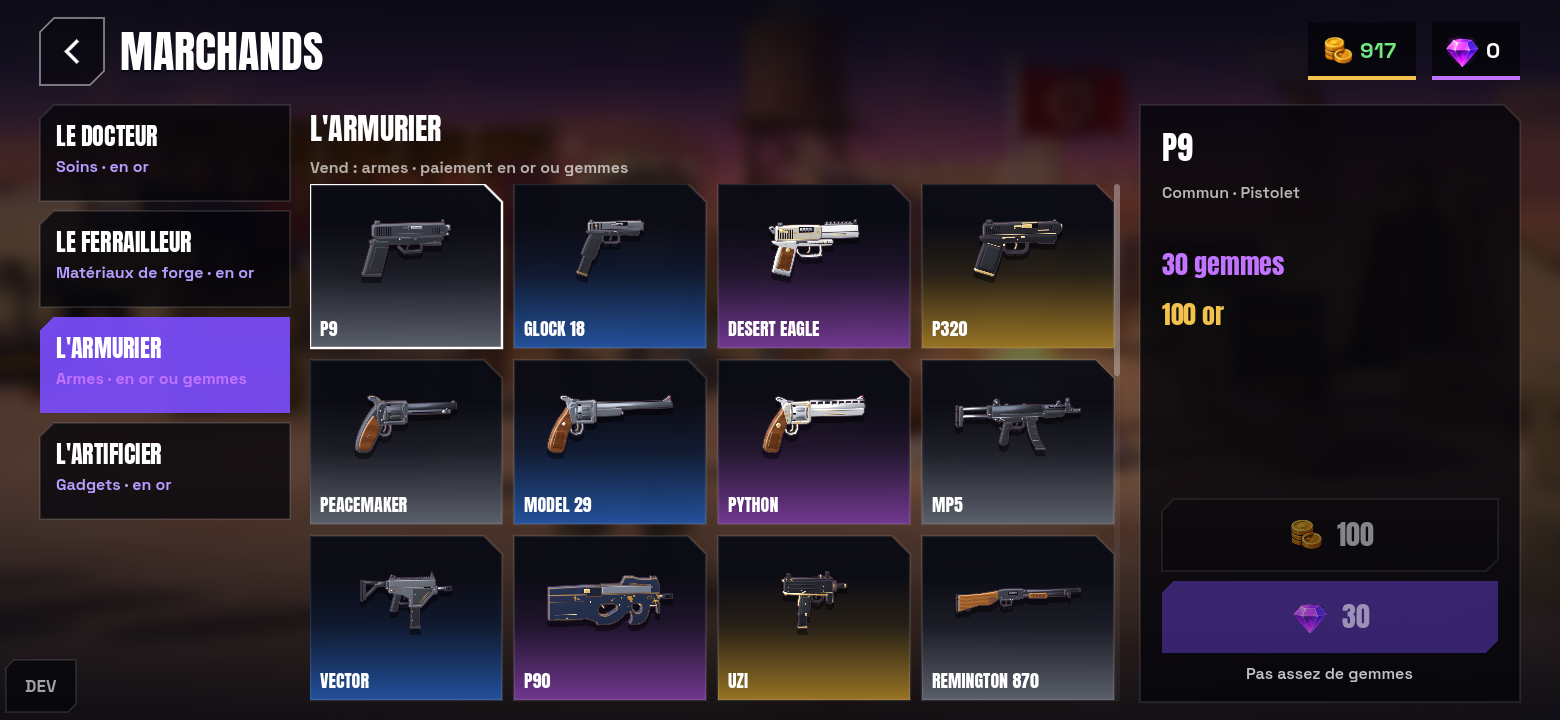 MARCHANDS
917
0
LE DOCTEUR
Soins · en or
LE FERRAILLEUR
Matériaux de forge · en or
L'ARMURIER
Armes · en or ou gemmes
L'ARTIFICIER
Gadgets · en or
DEV
L'ARMURIER
Vend : armes · paiement en or ou gemmes
P9
GLOCK 18
DESERT EAGLE
P320
PEACEMAKER
MODEL 29
PYTHON
MP5
VECTOR
P90
UZI
REMINGTON 870
P9
Commun · Pistolet
30 gemmes
100 or
100
30
Pas assez de gemmes